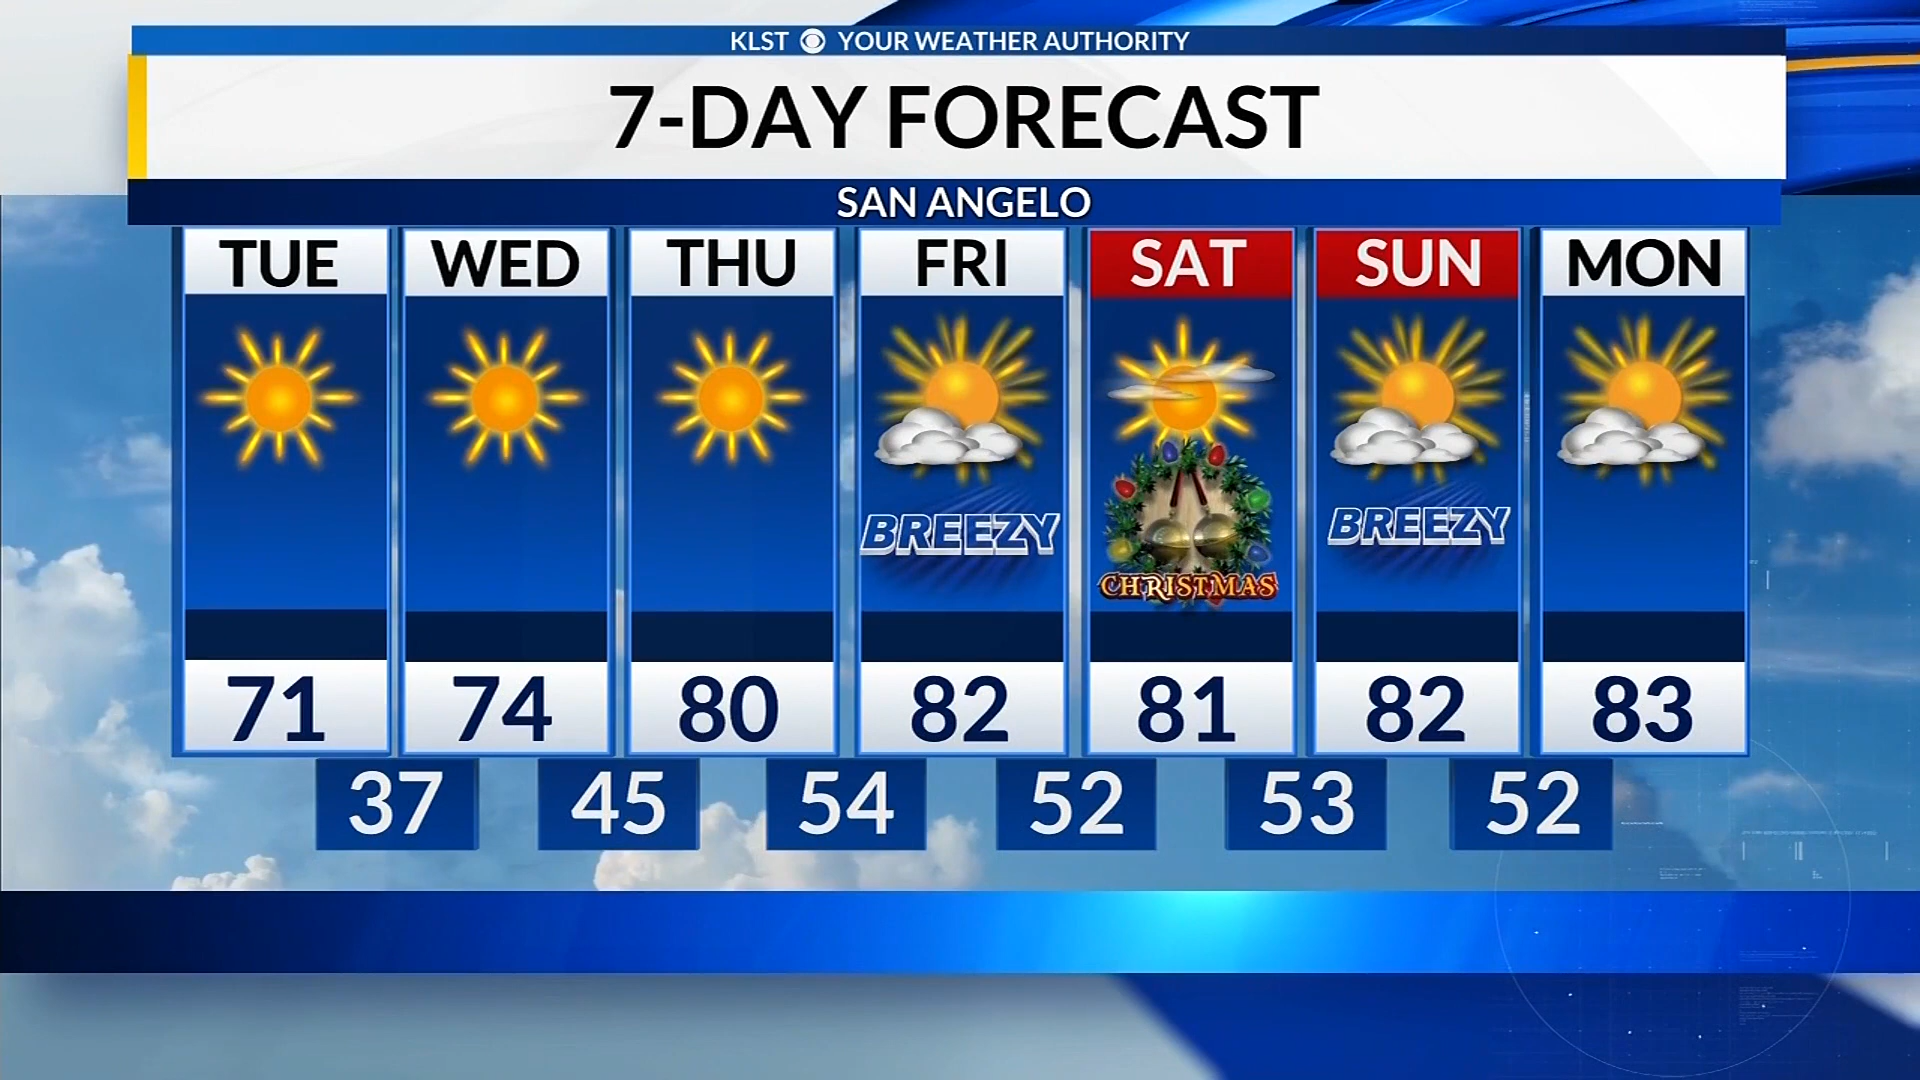 KLST YOUR WEATHER AUTHORITY
7-DAY FORECAST
SAN ANGELO
TUE WED THU FRI SAT SUN MON
BREEZY BREEZY
CHRISTMAS
71 74 80 82 81 82 83
37 45 54 52 53 52